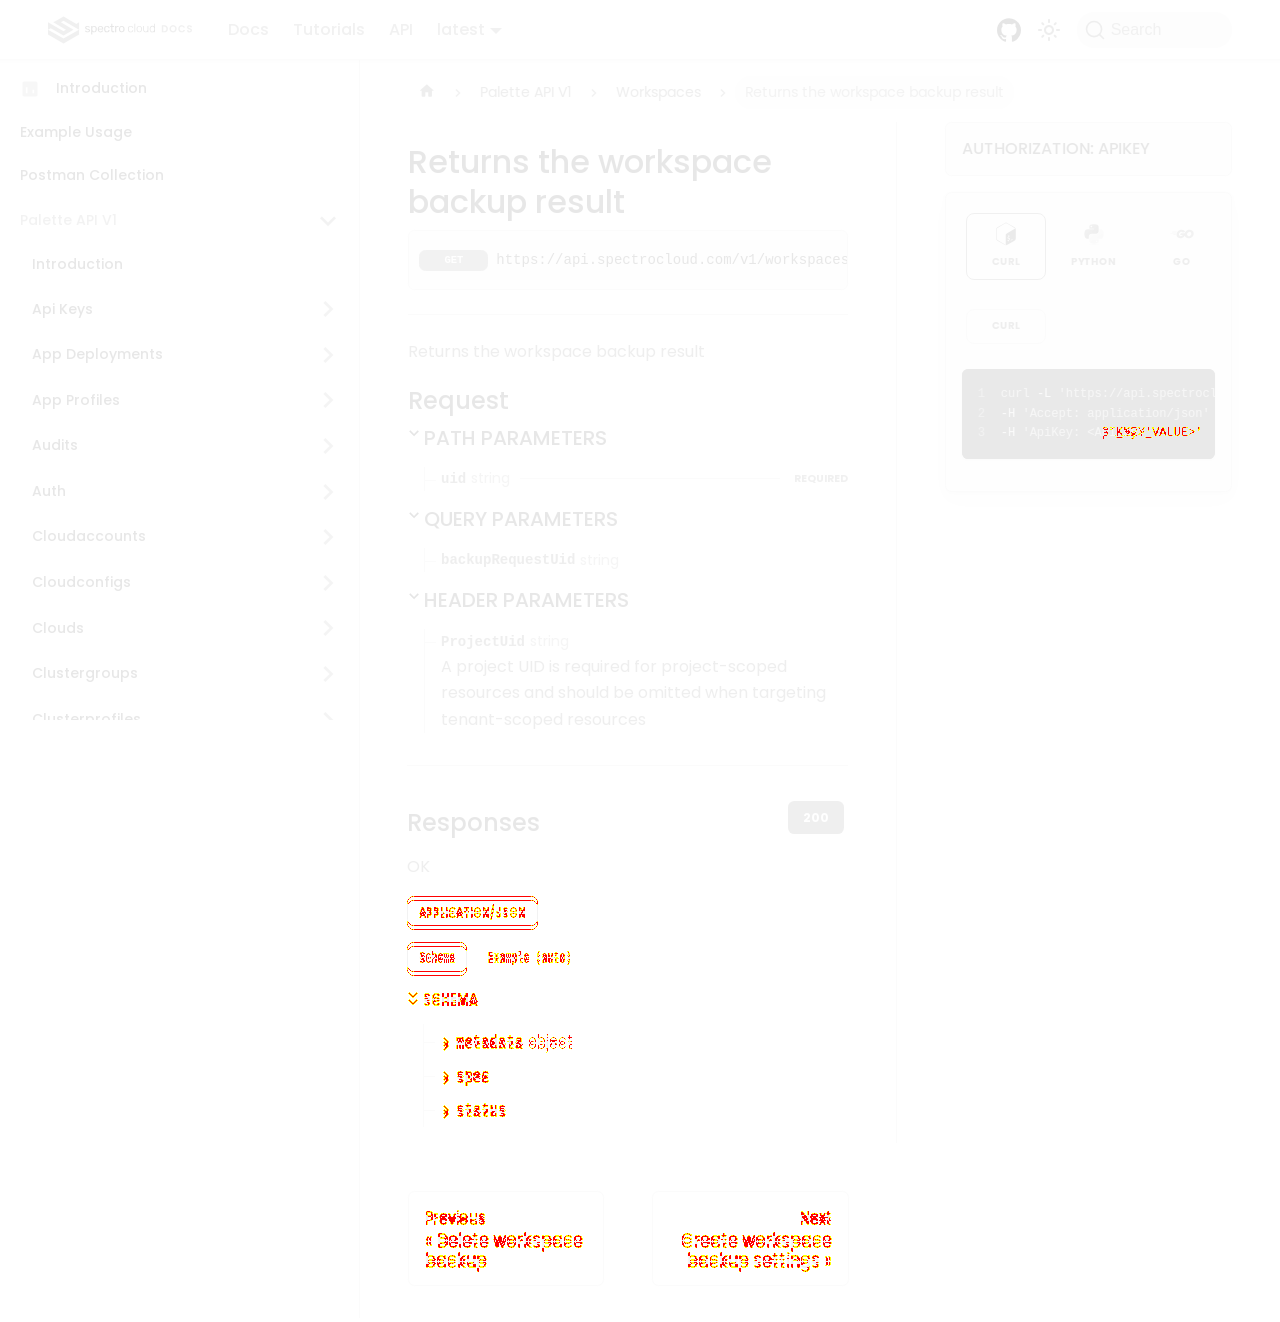 spectro cloud DOCS Docs Tutorials API latest Search
Introduction
Example Usage
Postman Collection
Palette API V1
Introduction
Api Keys
App Deployments
App Profiles
Audits
Auth
Cloudaccounts
Cloudconfigs
Clouds
Clustergroups
Clusterprofiles
Palette API V1 Workspaces Returns the workspace backup result
Returns the workspace
backup result
GET https://api.spectrocloud.com/v1/workspaces
Returns the workspace backup result
Request
PATH PARAMETERS
uid string REQUIRED
QUERY PARAMETERS
backupRequestUid string
HEADER PARAMETERS
ProjectUid string
A project UID is required for project-scoped
resources and should be omitted when targeting
tenant-scoped resources
Responses 200
OK
APPLICATION/JSON
Schema Example (auto)
SCHEMA
metadata object
spec
status
Previous
« Delete workspace
backup
Next
Create workspace
backup settings »
AUTHORIZATION: APIKEY
CURL PYTHON GO
CURL
1 curl -L 'https://api.spectrocl
2 -H 'Accept: application/json'
3 -H 'ApiKey: